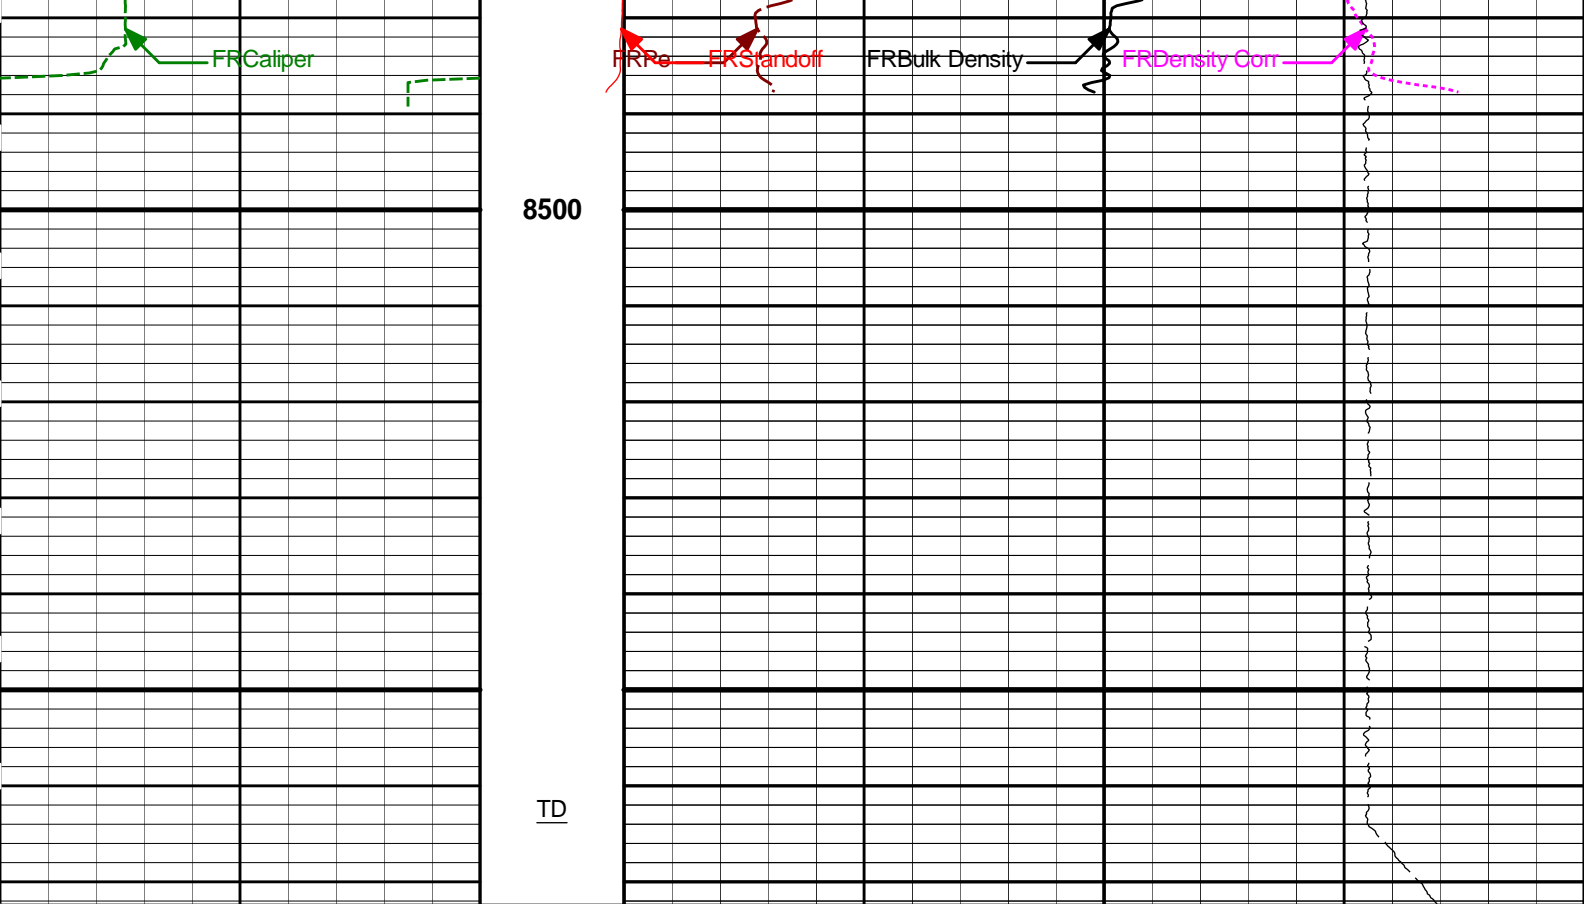 FRCaliper
FRPe
FRStandoff
FRBulk Density
FRDensity Corr
8500
TD